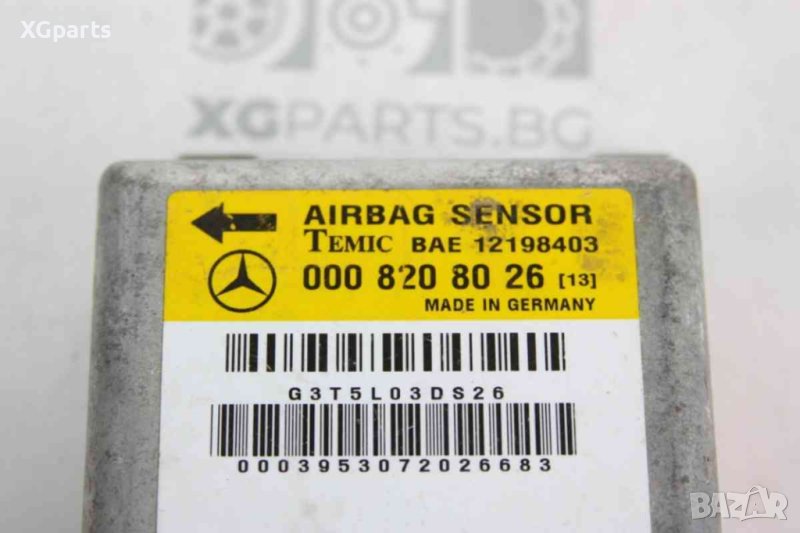 XGparts
XGPARTS.BG
AIRBAG SENSOR
TEMIC BAE 12198403
000 820 80 26 [13]
MADE IN GERMANY
G3T5L03DS26
0003953072026683
BAZAR